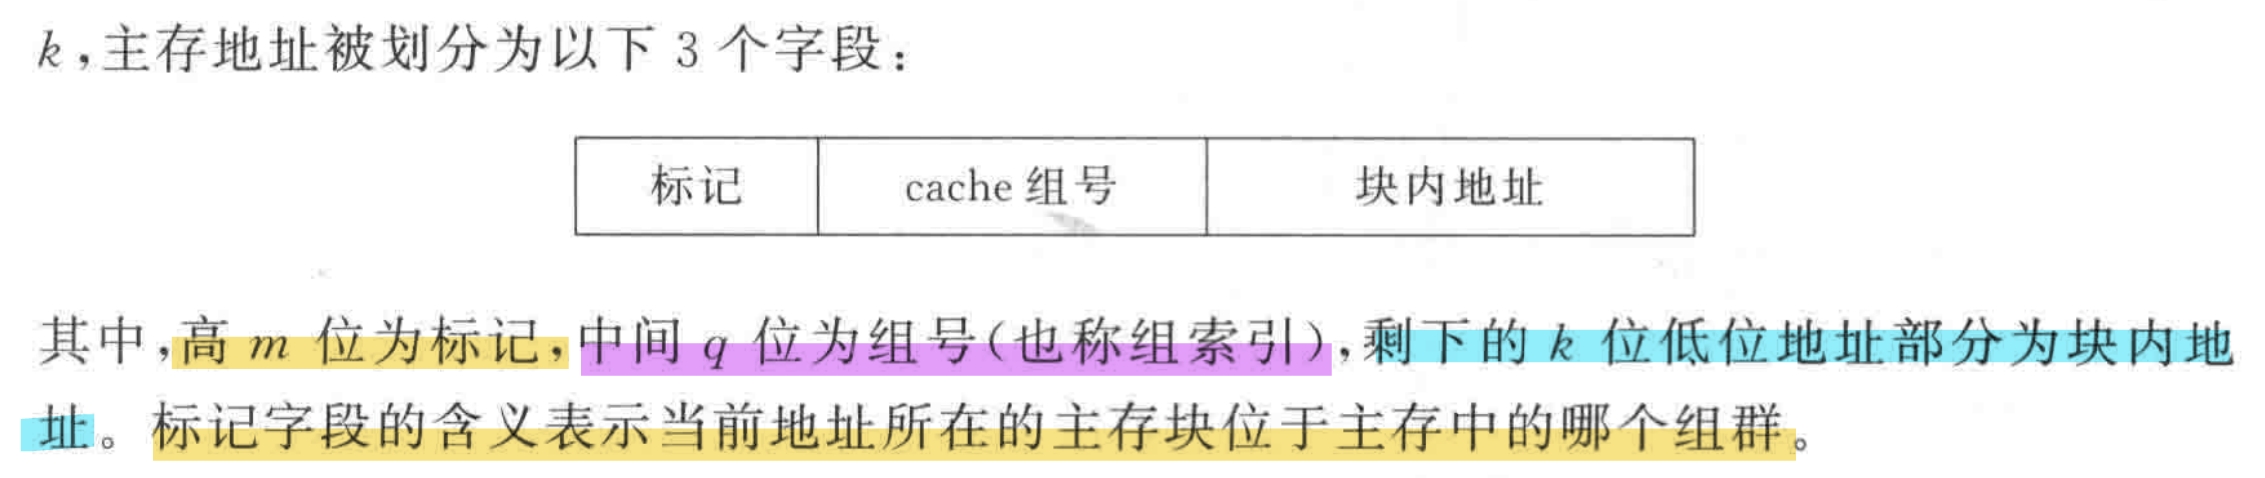 k,主存地址被划分为以下 3 个字段:
标记 cache 组号 块内地址
其中,高 m 位为标记,中间 q 位为组号(也称组索引),剩下的 k 位低位地址部分为块内地
址。标记字段的含义表示当前地址所在的主存块位于主存中的哪个组群。